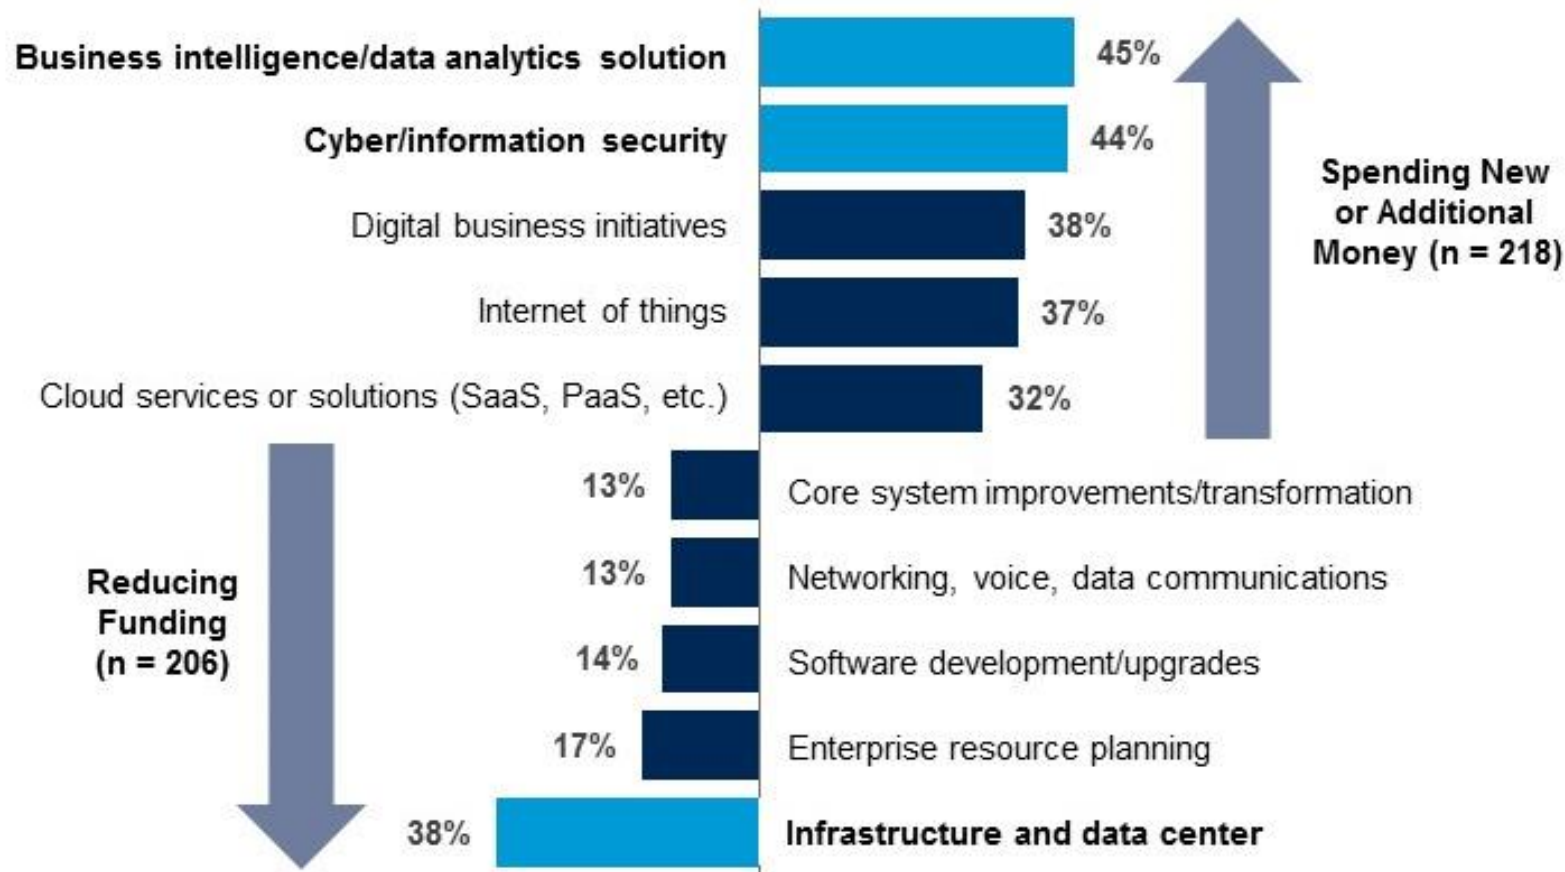 Business intelligence/data analytics solution
45%
Cyber/information security
44%
Digital business initiatives
38%
Internet of things
37%
Cloud services or solutions (SaaS, PaaS, etc.)
32%
Spending New
or Additional
Money (n = 218)
13%
Core system improvements/transformation
13%
Networking, voice, data communications
14%
Software development/upgrades
17%
Enterprise resource planning
38%
Infrastructure and data center
Reducing
Funding
(n = 206)